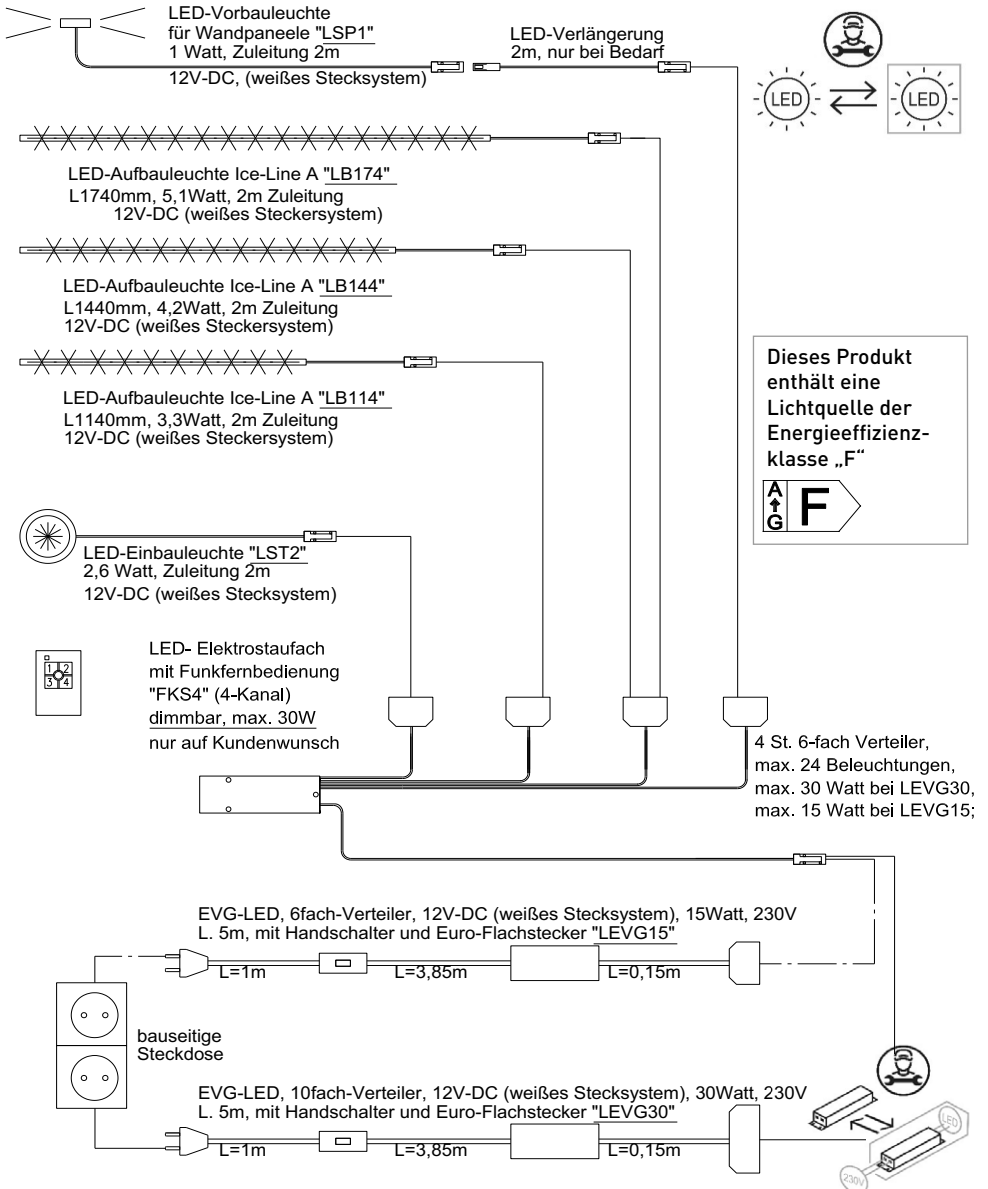 LED-Vorbauleuchte
für Wandpaneele "LSP1"
1 Watt, Zuleitung 2m
12V-DC, (weißes Stecksystem)
LED-Verlängerung
2m, nur bei Bedarf
LED
LED
LED-Aufbauleuchte Ice-Line A "LB174"
L1740mm, 5,1Watt, 2m Zuleitung
12V-DC (weißes Steckersystem)
LED-Aufbauleuchte Ice-Line A "LB144"
L1440mm, 4,2Watt, 2m Zuleitung
12V-DC (weißes Steckersystem)
LED-Aufbauleuchte Ice-Line A "LB114"
L1140mm, 3,3Watt, 2m Zuleitung
12V-DC (weißes Steckersystem)
Dieses Produkt
enthält eine
Lichtquelle der
Energieeffizienz-
klasse „F“
A
G
F
LED-Einbauleuchte "LST2"
2,6 Watt, Zuleitung 2m
12V-DC (weißes Stecksystem)
1 2
3 4
LED- Elektrostaufach
mit Funkfernbedienung
"FKS4" (4-Kanal)
dimmbar, max. 30W
nur auf Kundenwunsch
4 St. 6-fach Verteiler,
max. 24 Beleuchtungen,
max. 30 Watt bei LEVG30,
max. 15 Watt bei LEVG15;
EVG-LED, 6fach-Verteiler, 12V-DC (weißes Stecksystem), 15Watt, 230V
L. 5m, mit Handschalter und Euro-Flachstecker "LEVG15"
L=1m L=3,85m L=0,15m
bauseitige
Steckdose
EVG-LED, 10fach-Verteiler, 12V-DC (weißes Stecksystem), 30Watt, 230V
L. 5m, mit Handschalter und Euro-Flachstecker "LEVG30"
L=1m L=3,85m L=0,15m
LED
230V